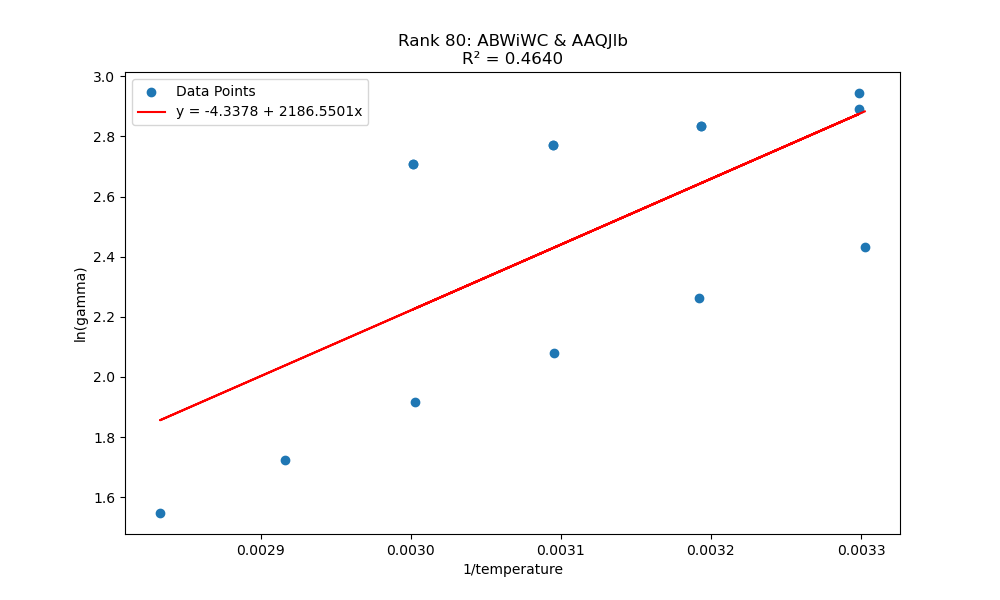 Rank 80: ABWiWC & AAQJIb
R² = 0.4640
Data Points
y = -4.3378 + 2186.5501x
ln(gamma)
3.0
2.8
2.6
2.4
2.2
2.0
1.8
1.6
0.0029 0.0030 0.0031 0.0032 0.0033
1/temperature